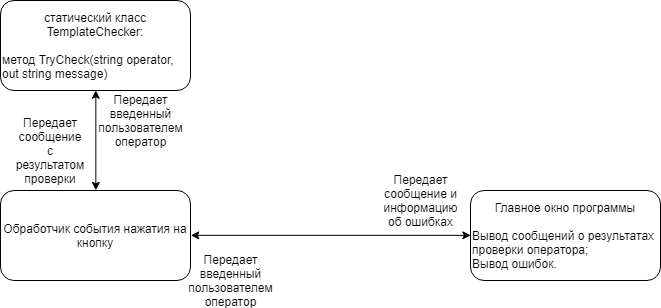 статический класс
TemplateChecker:
метод TryCheck(string operator,
out string message)
Передает
введенный
пользователем
оператор
Передает
сообщение
с
результатом
проверки
Обработчик события нажатия на
кнопку
Передает
сообщение и
информацию
об ошибках
Передает
введенный
пользователем
оператор
Главное окно программы
Вывод сообщений о результатах
проверки оператора;
Вывод ошибок.